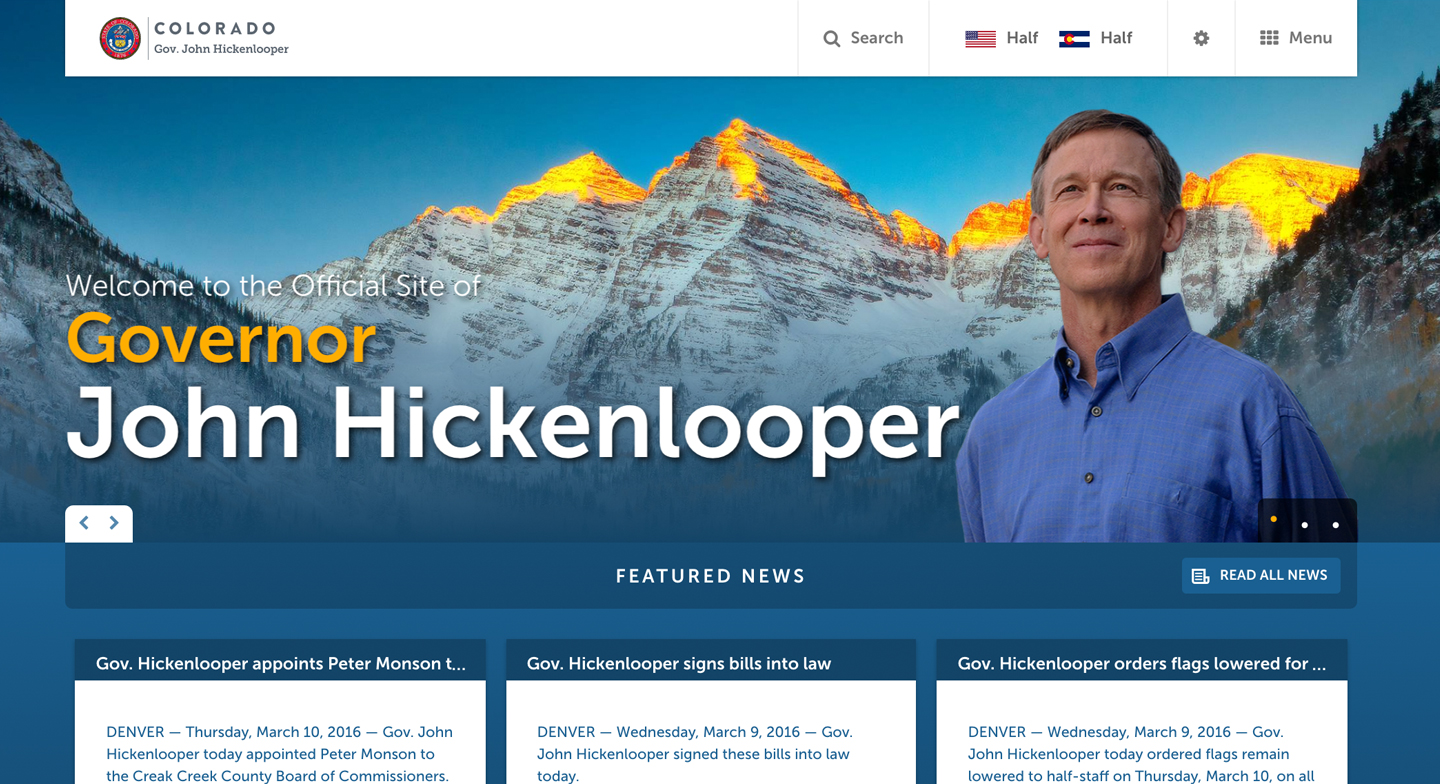 COLORADO
Gov. John Hickenlooper
Search
Half
Half
Menu
Welcome to the Official Site of
Governor
John Hickenlooper
FEATURED NEWS
READ ALL NEWS
Gov. Hickenlooper appoints Peter Monson t...
DENVER — Thursday, March 10, 2016 — Gov. John
Hickenlooper today appointed Peter Monson to
the Creak Creek County Board of Commissioners.
Gov. Hickenlooper signs bills into law
DENVER — Wednesday, March 9, 2016 — Gov.
John Hickenlooper signed these bills into law
today.
Gov. Hickenlooper orders flags lowered for ...
DENVER — Wednesday, March 9, 2016 — Gov.
John Hickenlooper today ordered flags remain
lowered to half-staff on Thursday, March 10, on all